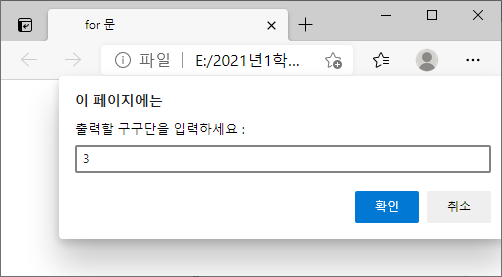 for 문
파일 E:/2021년1학...
이 페이지에는
출력할 구구단을 입력하세요 :
3
확인 취소